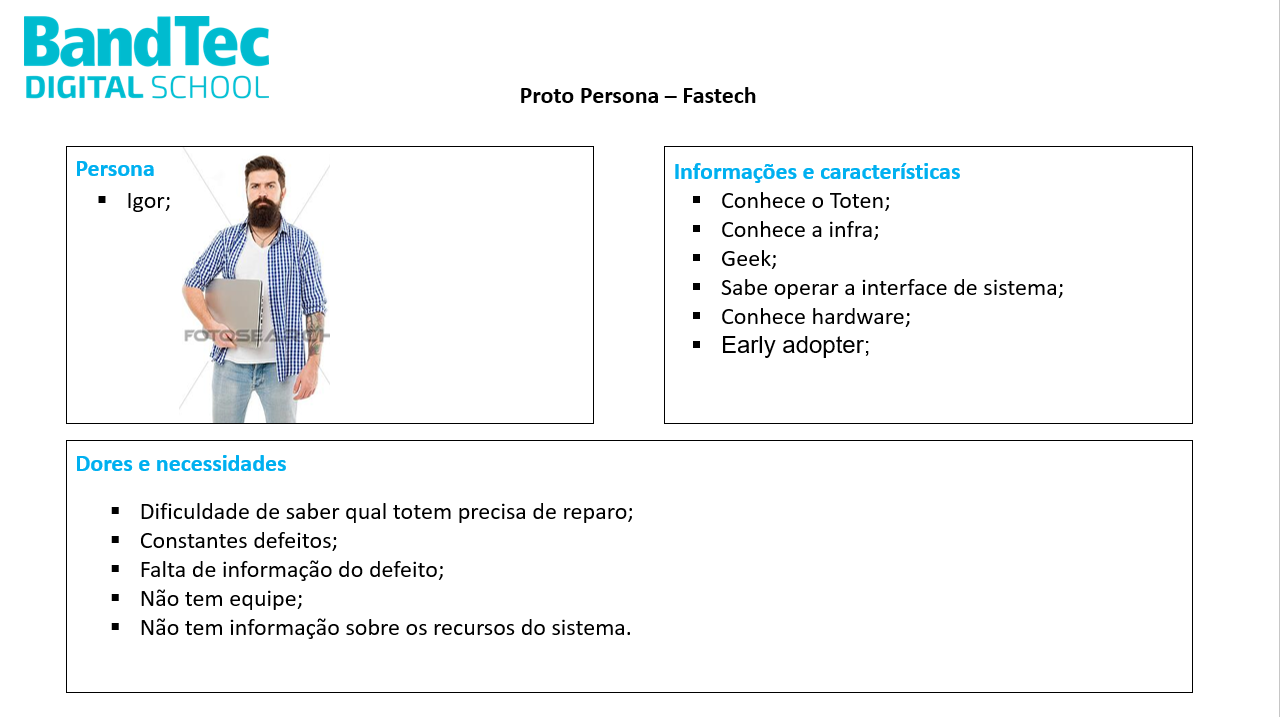 BandTec
DIGITAL SCHOOL
Proto Persona – Fastech
Persona
▪ Igor;
FOTOSEARCH
Informações e características
▪ Conhece o Toten;
▪ Conhece a infra;
▪ Geek;
▪ Sabe operar a interface de sistema;
▪ Conhece hardware;
▪ Early adopter;
Dores e necessidades
▪ Dificuldade de saber qual totem precisa de reparo;
▪ Constantes defeitos;
▪ Falta de informação do defeito;
▪ Não tem equipe;
▪ Não tem informação sobre os recursos do sistema.